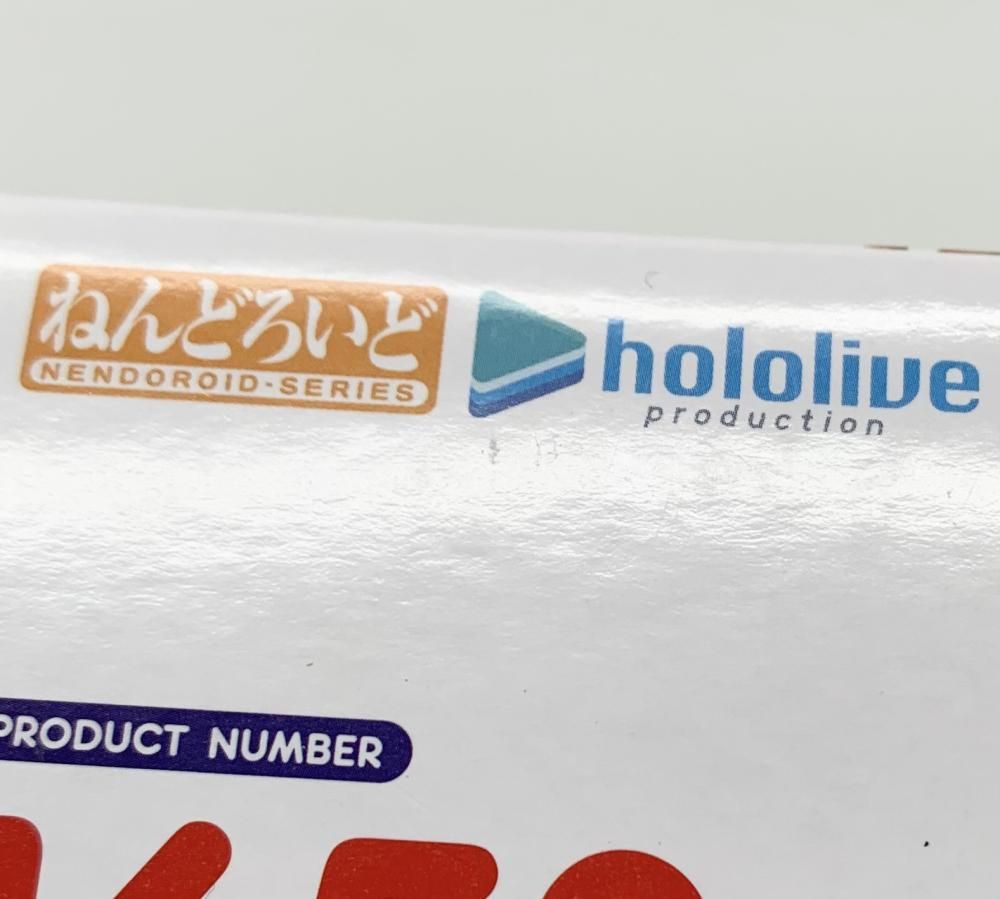 ねんどろいど
NENDOROID-SERIES
hololive
production
PRODUCT NUMBER